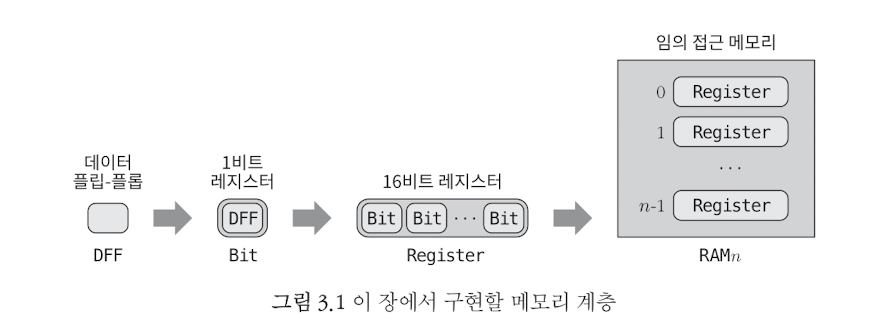 임의 접근 메모리
0 Register
1 Register
...
n-1 Register
RAMn
데이터
플립-플롭
DFF
1비트
레지스터
DFF
Bit
16비트 레지스터
Bit Bit ... Bit
Register
그림 3.1 이 장에서 구현할 메모리 계층